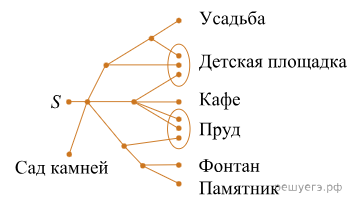 Усадьба
Детская площадка
S
Кафе
Пруд
Сад камней
Фонтан
Памятник
решуегэ.рф